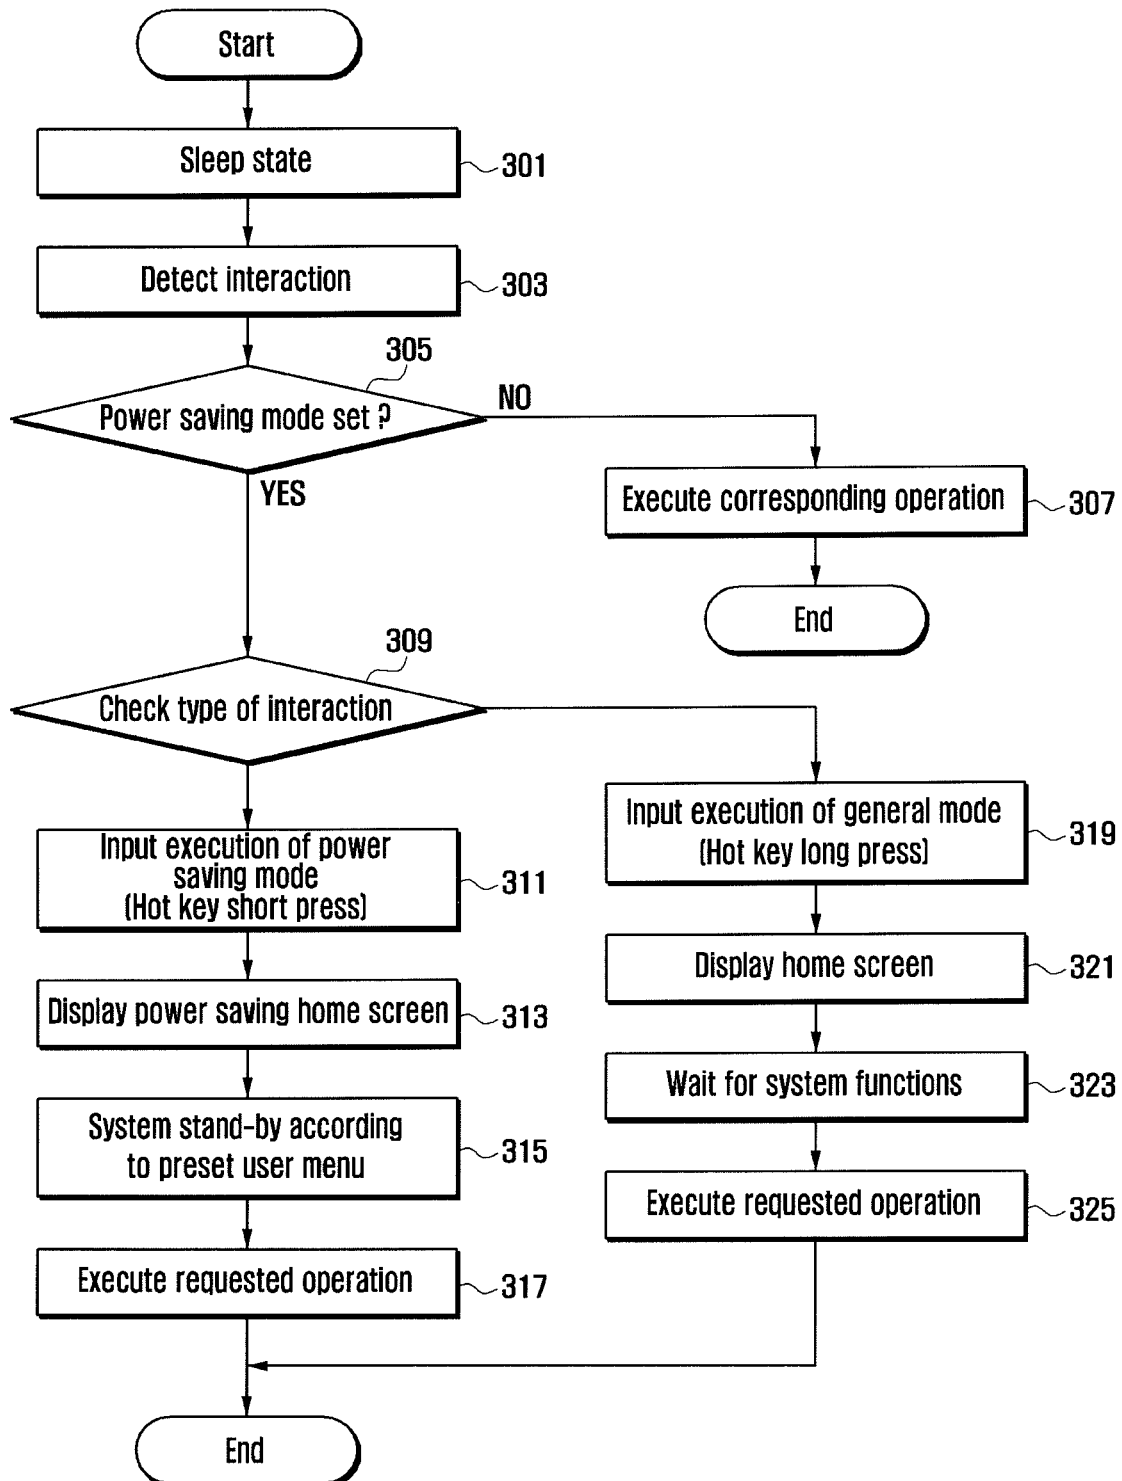 Start
Sleep state
301
Detect interaction
303
305
Power saving mode set ?
NO
YES
Execute corresponding operation
307
End
309
Check type of interaction
Input execution of power
saving mode
(Hot key short press)
311
Display power saving home screen
313
System stand-by according
to preset user menu
315
Execute requested operation
317
Input execution of general mode
(Hot key long press)
319
Display home screen
321
Wait for system functions
323
Execute requested operation
325
End